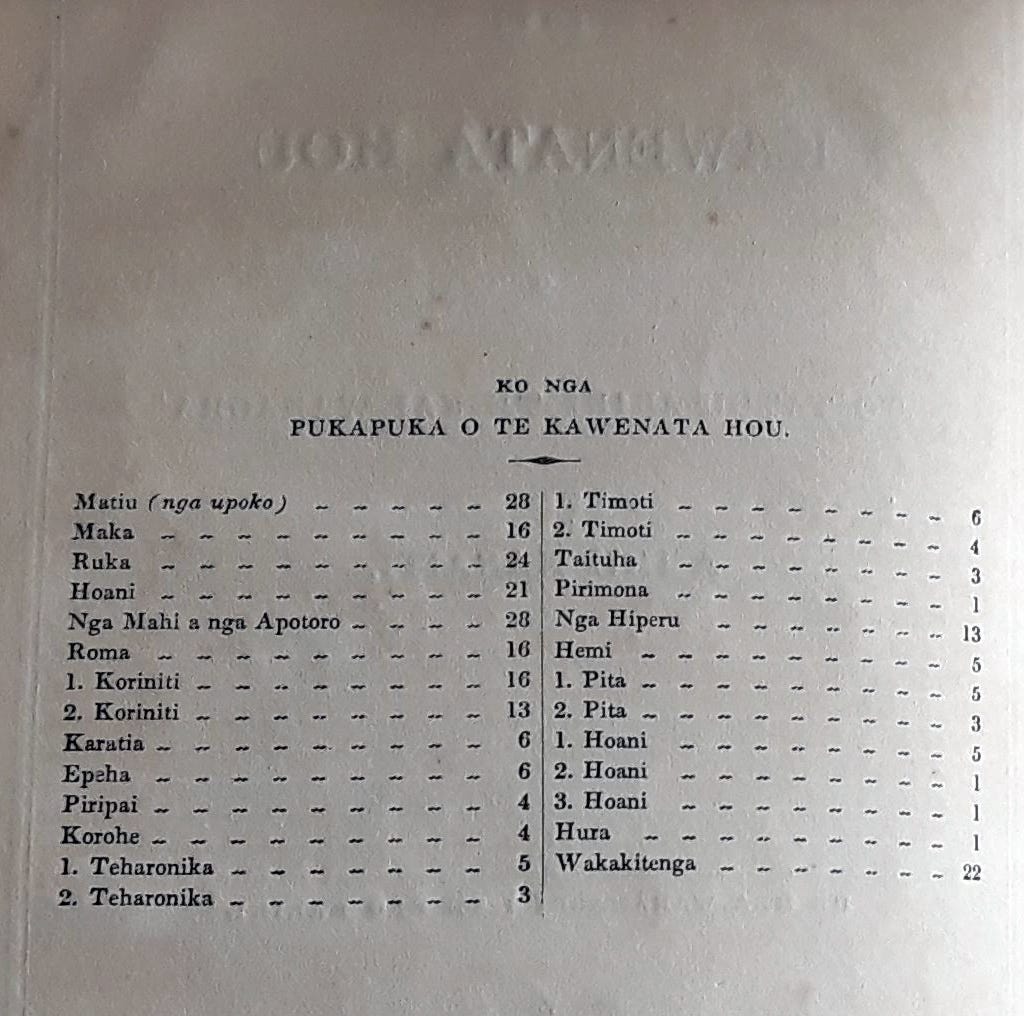 KO NGA
PUKAPUKA O TE KAWENATA HOU.
Matiu (nga upoko) ~ ~ ~ ~ ~ 28
Maka ~ ~ ~ ~ ~ ~ ~ ~ ~ 16
Ruka ~ ~ ~ ~ ~ ~ ~ ~ ~ 24
Hoani ~ ~ ~ ~ ~ ~ ~ ~ ~ 21
Nga Mahi a nga Apotoro ~ ~ ~ ~ 28
Roma ~ ~ ~ ~ ~ ~ ~ ~ ~ 16
1. Koriniti ~ ~ ~ ~ ~ ~ ~ ~ 16
2. Koriniti ~ ~ ~ ~ ~ ~ ~ ~ 13
Karatia ~ ~ ~ ~ ~ ~ ~ ~ ~ 6
Epeha ~ ~ ~ ~ ~ ~ ~ ~ ~ 6
Piripai ~ ~ ~ ~ ~ ~ ~ ~ ~ 4
Korohe ~ ~ ~ ~ ~ ~ ~ ~ ~ 4
1. Teharonika ~ ~ ~ ~ ~ ~ ~ 5
2. Teharonika ~ ~ ~ ~ ~ ~ ~ 3
1. Timoti ~ ~ ~ ~ ~ ~ ~ ~ 6
2. Timoti ~ ~ ~ ~ ~ ~ ~ ~ 4
Taituha ~ ~ ~ ~ ~ ~ ~ ~ 3
Pirimona ~ ~ ~ ~ ~ ~ ~ ~ 1
Nga Hiperu ~ ~ ~ ~ ~ ~ ~ 13
Hemi ~ ~ ~ ~ ~ ~ ~ ~ ~ 5
1. Pita ~ ~ ~ ~ ~ ~ ~ ~ ~ 5
2. Pita ~ ~ ~ ~ ~ ~ ~ ~ ~ 3
1. Hoani ~ ~ ~ ~ ~ ~ ~ ~ 5
2. Hoani ~ ~ ~ ~ ~ ~ ~ ~ 1
3. Hoani ~ ~ ~ ~ ~ ~ ~ ~ 1
Hura ~ ~ ~ ~ ~ ~ ~ ~ ~ 1
Wakakitenga ~ ~ ~ ~ ~ ~ ~ 22